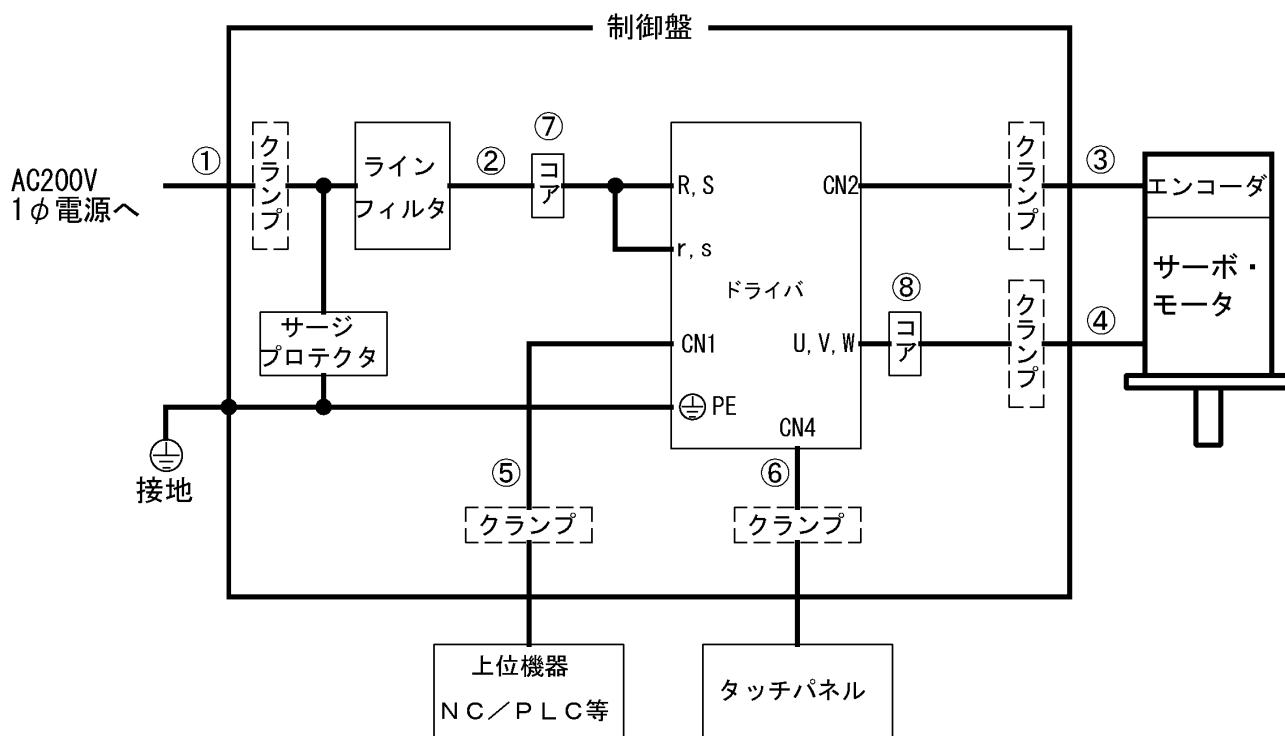 制御盤
①
クランプ
ライン
フィルタ
②
⑦
コア
R,S
CN2
クランプ
③
エンコーダ
AC200V
1φ電源へ
r,s
ドライバ
サーボ・
モータ
⑧
コア
クランプ
④
サージ
プロテクタ
CN1
U,V,W
PE
CN4
接地
⑤
⑥
クランプ
クランプ
上位機器
NC／PLC等
タッチパネル